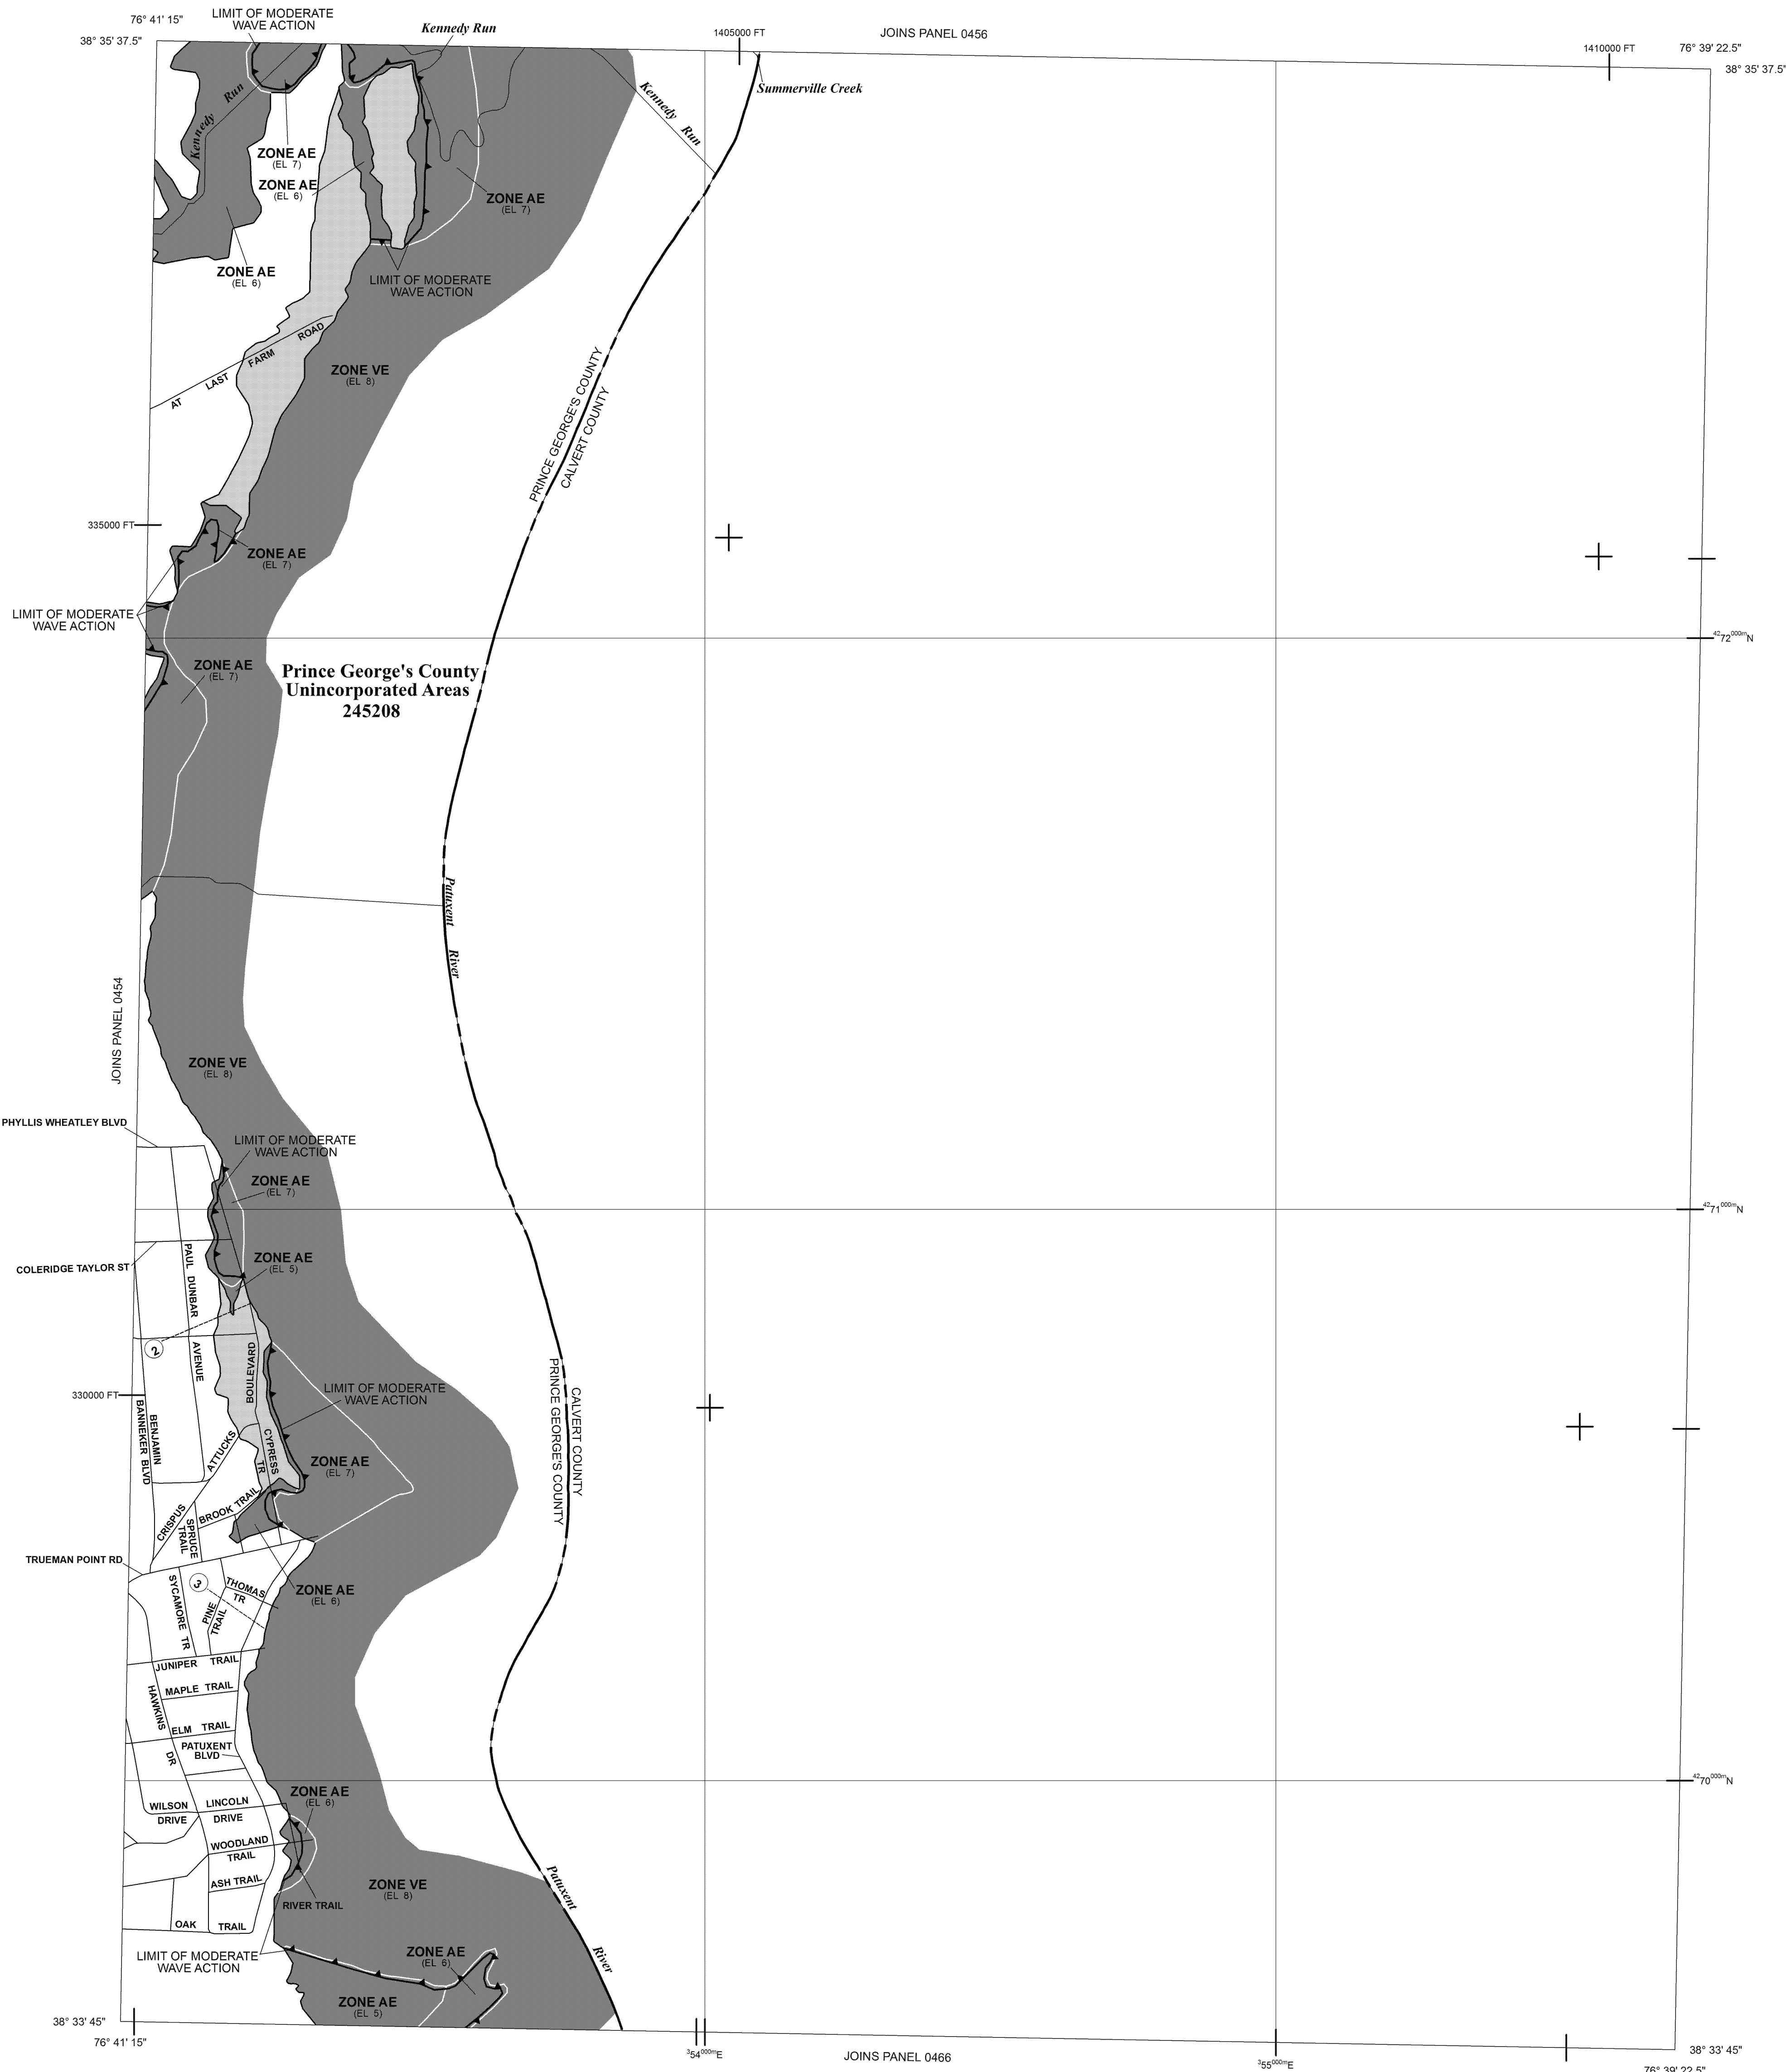 76° 41' 15"
LIMIT OF MODERATE
WAVE ACTION
Kennedy Run
1405000 FT
JOINS PANEL 0456
1410000 FT
76° 39' 22.5"
38° 35' 37.5"
38° 35' 37.5"
Summerville Creek
Kennedy Run
Kennedy Run
ZONE AE
(EL 7)
ZONE AE
(EL 6)
ZONE AE
(EL 7)
ZONE AE
(EL 6)
LIMIT OF MODERATE
WAVE ACTION
AT LAST FARM ROAD
ZONE VE
(EL 8)
PRINCE GEORGE'S COUNTY
CALVERT COUNTY
335000 FT
ZONE AE
(EL 7)
LIMIT OF MODERATE
WAVE ACTION
4272000mN
ZONE AE
(EL 7)
Prince George's County
Unincorporated Areas
245208
Patuxent River
JOINS PANEL 0454
ZONE VE
(EL 8)
PHYLLIS WHEATLEY BLVD
LIMIT OF MODERATE
WAVE ACTION
ZONE AE
(EL 7)
4271000mN
COLERIDGE TAYLOR ST
PAUL DUNBAR AVENUE
ZONE AE
(EL 5)
2
BOULEVARD
330000 FT
LIMIT OF MODERATE
WAVE ACTION
PRINCE GEORGE'S COUNTY
CALVERT COUNTY
BENJAMIN
BANNEKER BLVD
CRISPUS ATTUCKS
CYPRESS
TR
ZONE AE
(EL 7)
BROOK TRAIL
SPRUCE
TRAIL
TRUEMAN POINT RD
3
SYCAMORE TR
THOMAS
TR
PINE
TRAIL
ZONE AE
(EL 6)
JUNIPER TRAIL
MAPLE TRAIL
HAWKINS DR
ELM TRAIL
PATUXENT
BLVD
4270000mN
ZONE AE
(EL 6)
WILSON
DRIVE
LINCOLN
DRIVE
WOODLAND
TRAIL
ASH TRAIL
RIVER TRAIL
OAK TRAIL
ZONE VE
(EL 8)
Patuxent River
LIMIT OF MODERATE
WAVE ACTION
ZONE AE
(EL 6)
ZONE AE
(EL 5)
38° 33' 45"
76° 41' 15"
354000mE
JOINS PANEL 0466
355000mE
38° 33' 45"
76° 39' 22.5"